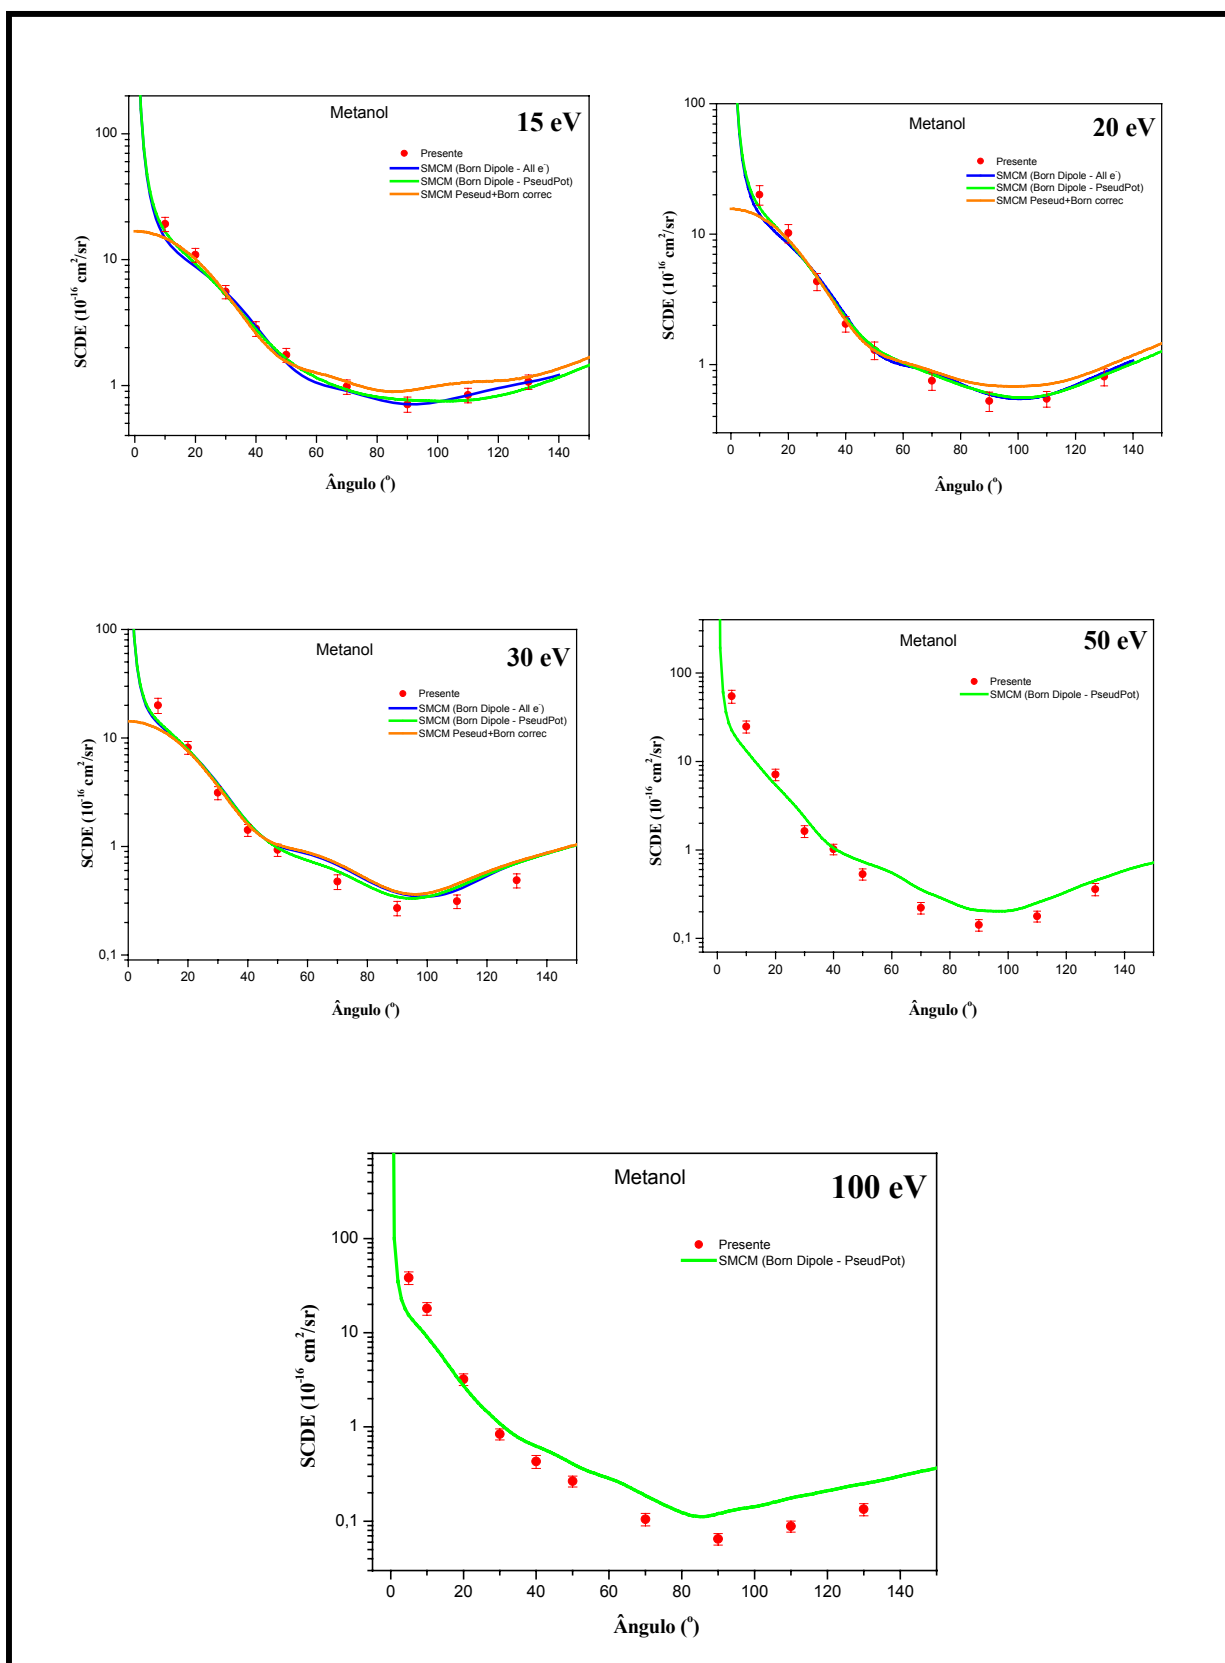 Metanol
15 eV
Presente
SMCM (Born Dipole - All e⁻)
SMCM (Born Dipole - PseudPot)
SMCM Peseud+Born correc
SCDE (10⁻¹⁶ cm²/sr)
100
10
1
0 20 40 60 80 100 120 140
Ângulo (º)
Metanol
20 eV
Presente
SMCM (Born Dipole - All e⁻)
SMCM (Born Dipole - PseudPot)
SMCM Peseud+Born correc
SCDE (10⁻¹⁶ cm²/sr)
100
10
1
0 20 40 60 80 100 120 140
Ângulo (º)
Metanol
30 eV
Presente
SMCM (Born Dipole - All e⁻)
SMCM (Born Dipole - PseudPot)
SMCM Peseud+Born correc
SCDE (10⁻¹⁶ cm²/sr)
100
10
1
0,1
0 20 40 60 80 100 120 140
Ângulo (º)
Metanol
50 eV
Presente
SMCM (Born Dipole - PseudPot)
SCDE (10⁻¹⁶ cm²/sr)
100
10
1
0,1
0 20 40 60 80 100 120 140
Ângulo (º)
Metanol
100 eV
Presente
SMCM (Born Dipole - PseudPot)
SCDE (10⁻¹⁶ cm²/sr)
100
10
1
0,1
0 20 40 60 80 100 120 140
Ângulo (º)